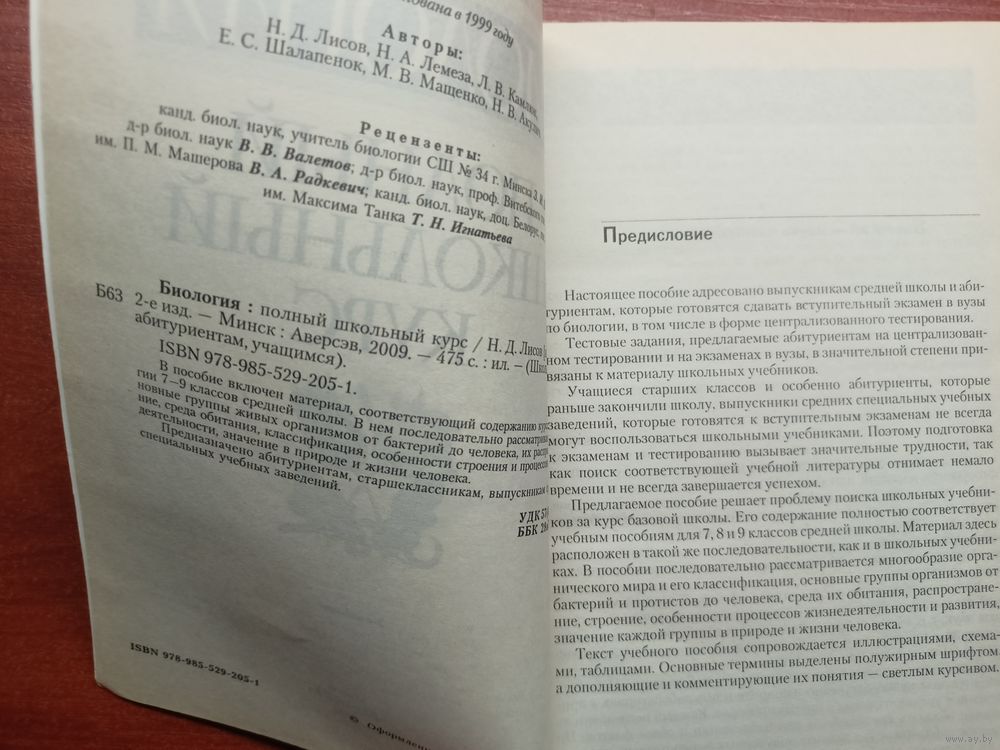 в 1999 году
Авторы:
Н. Д. Лисов, Н. А. Лемеза, Л. В. Камлюк,
Е. С. Шалапенок, М. В. Мащенко, Н. В. Акулич
Рецензенты:
канд. биол. наук, учитель биологии СШ № 34 г. Минска З. И.
д-р биол. наук В. В. Валетов; д-р биол. наук, проф. Витебского
им. П. М. Машерова В. А. Радкевич; канд. биол. наук, доц. Белорус.
им. Максима Танка Т. Н. Игнатьева
Биология : полный школьный курс / Н. Д. Лисов
Б63 2-е изд. — Минск : Аверсэв, 2009. — 475 с. : ил. — (Шко
абитуриентам, учащимся).
ISBN 978-985-529-205-1.
В пособие включен материал, соответствующий содержанию кур
гии 7—9 классов средней школы. В нем последовательно рассматрива
новные группы живых организмов от бактерий до человека, их распр
ние, среда обитания, классификация, особенности строения и процессо
деятельности, значение в природе и жизни человека.
Предназначено абитуриентам, старшеклассникам, выпускникам
специальных учебных заведений.
УДК 57
ББК 28
ISBN 978-985-529-205-1
© Оформлени
Предисловие
Настоящее пособие адресовано выпускникам средней школы и аби-
туриентам, которые готовятся сдавать вступительный экзамен в вузы
по биологии, в том числе в форме централизованного тестирования.
Тестовые задания, предлагаемые абитуриентам на централизован-
ном тестировании и на экзаменах в вузы, в значительной степени при-
вязаны к материалу школьных учебников.
Учащиеся старших классов и особенно абитуриенты, которые
раньше закончили школу, выпускники средних специальных учебных
заведений, которые готовятся к вступительным экзаменам не всегда
могут воспользоваться школьными учебниками. Поэтому подготовка
к экзаменам и тестированию вызывает значительные трудности, так
как поиск соответствующей учебной литературы отнимает немало
времени и не всегда завершается успехом.
Предлагаемое пособие решает проблему поиска школьных учебни-
ков за курс базовой школы. Его содержание полностью соответствует
учебным пособиям для 7, 8 и 9 классов средней школы. Материал здесь
расположен в такой же последовательности, как и в школьных учебни-
ках. В пособии последовательно рассматривается многообразие орга-
нического мира и его классификация, основные группы организмов от
бактерий и протистов до человека, среда их обитания, распростране-
ние, строение, особенности процессов жизнедеятельности и развития,
значение каждой группы в природе и жизни человека.
Текст учебного пособия сопровождается иллюстрациями, схема-
ми, таблицами. Основные термины выделены полужирным шрифтом,
а дополняющие и комментирующие их понятия — светлым курсивом.
www.ay.by